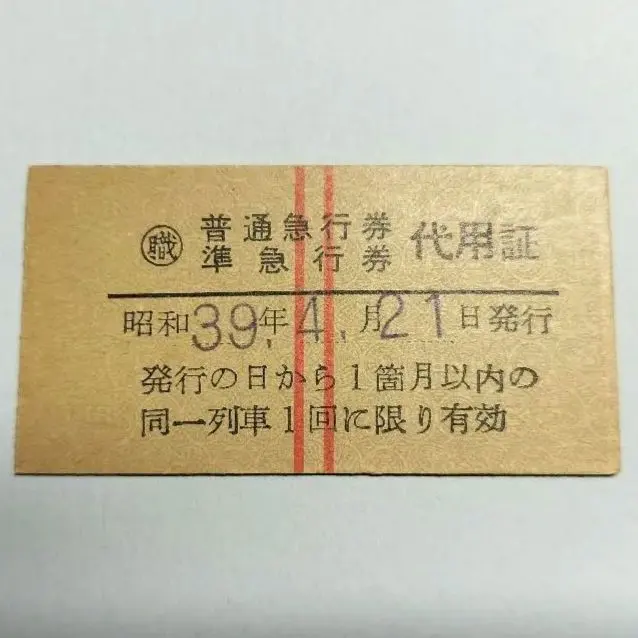 ㊩ 普通急行券
準急行券 代用証
昭和39年4月21日発行
発行の日から1箇月以内の
同一列車1回に限り有効